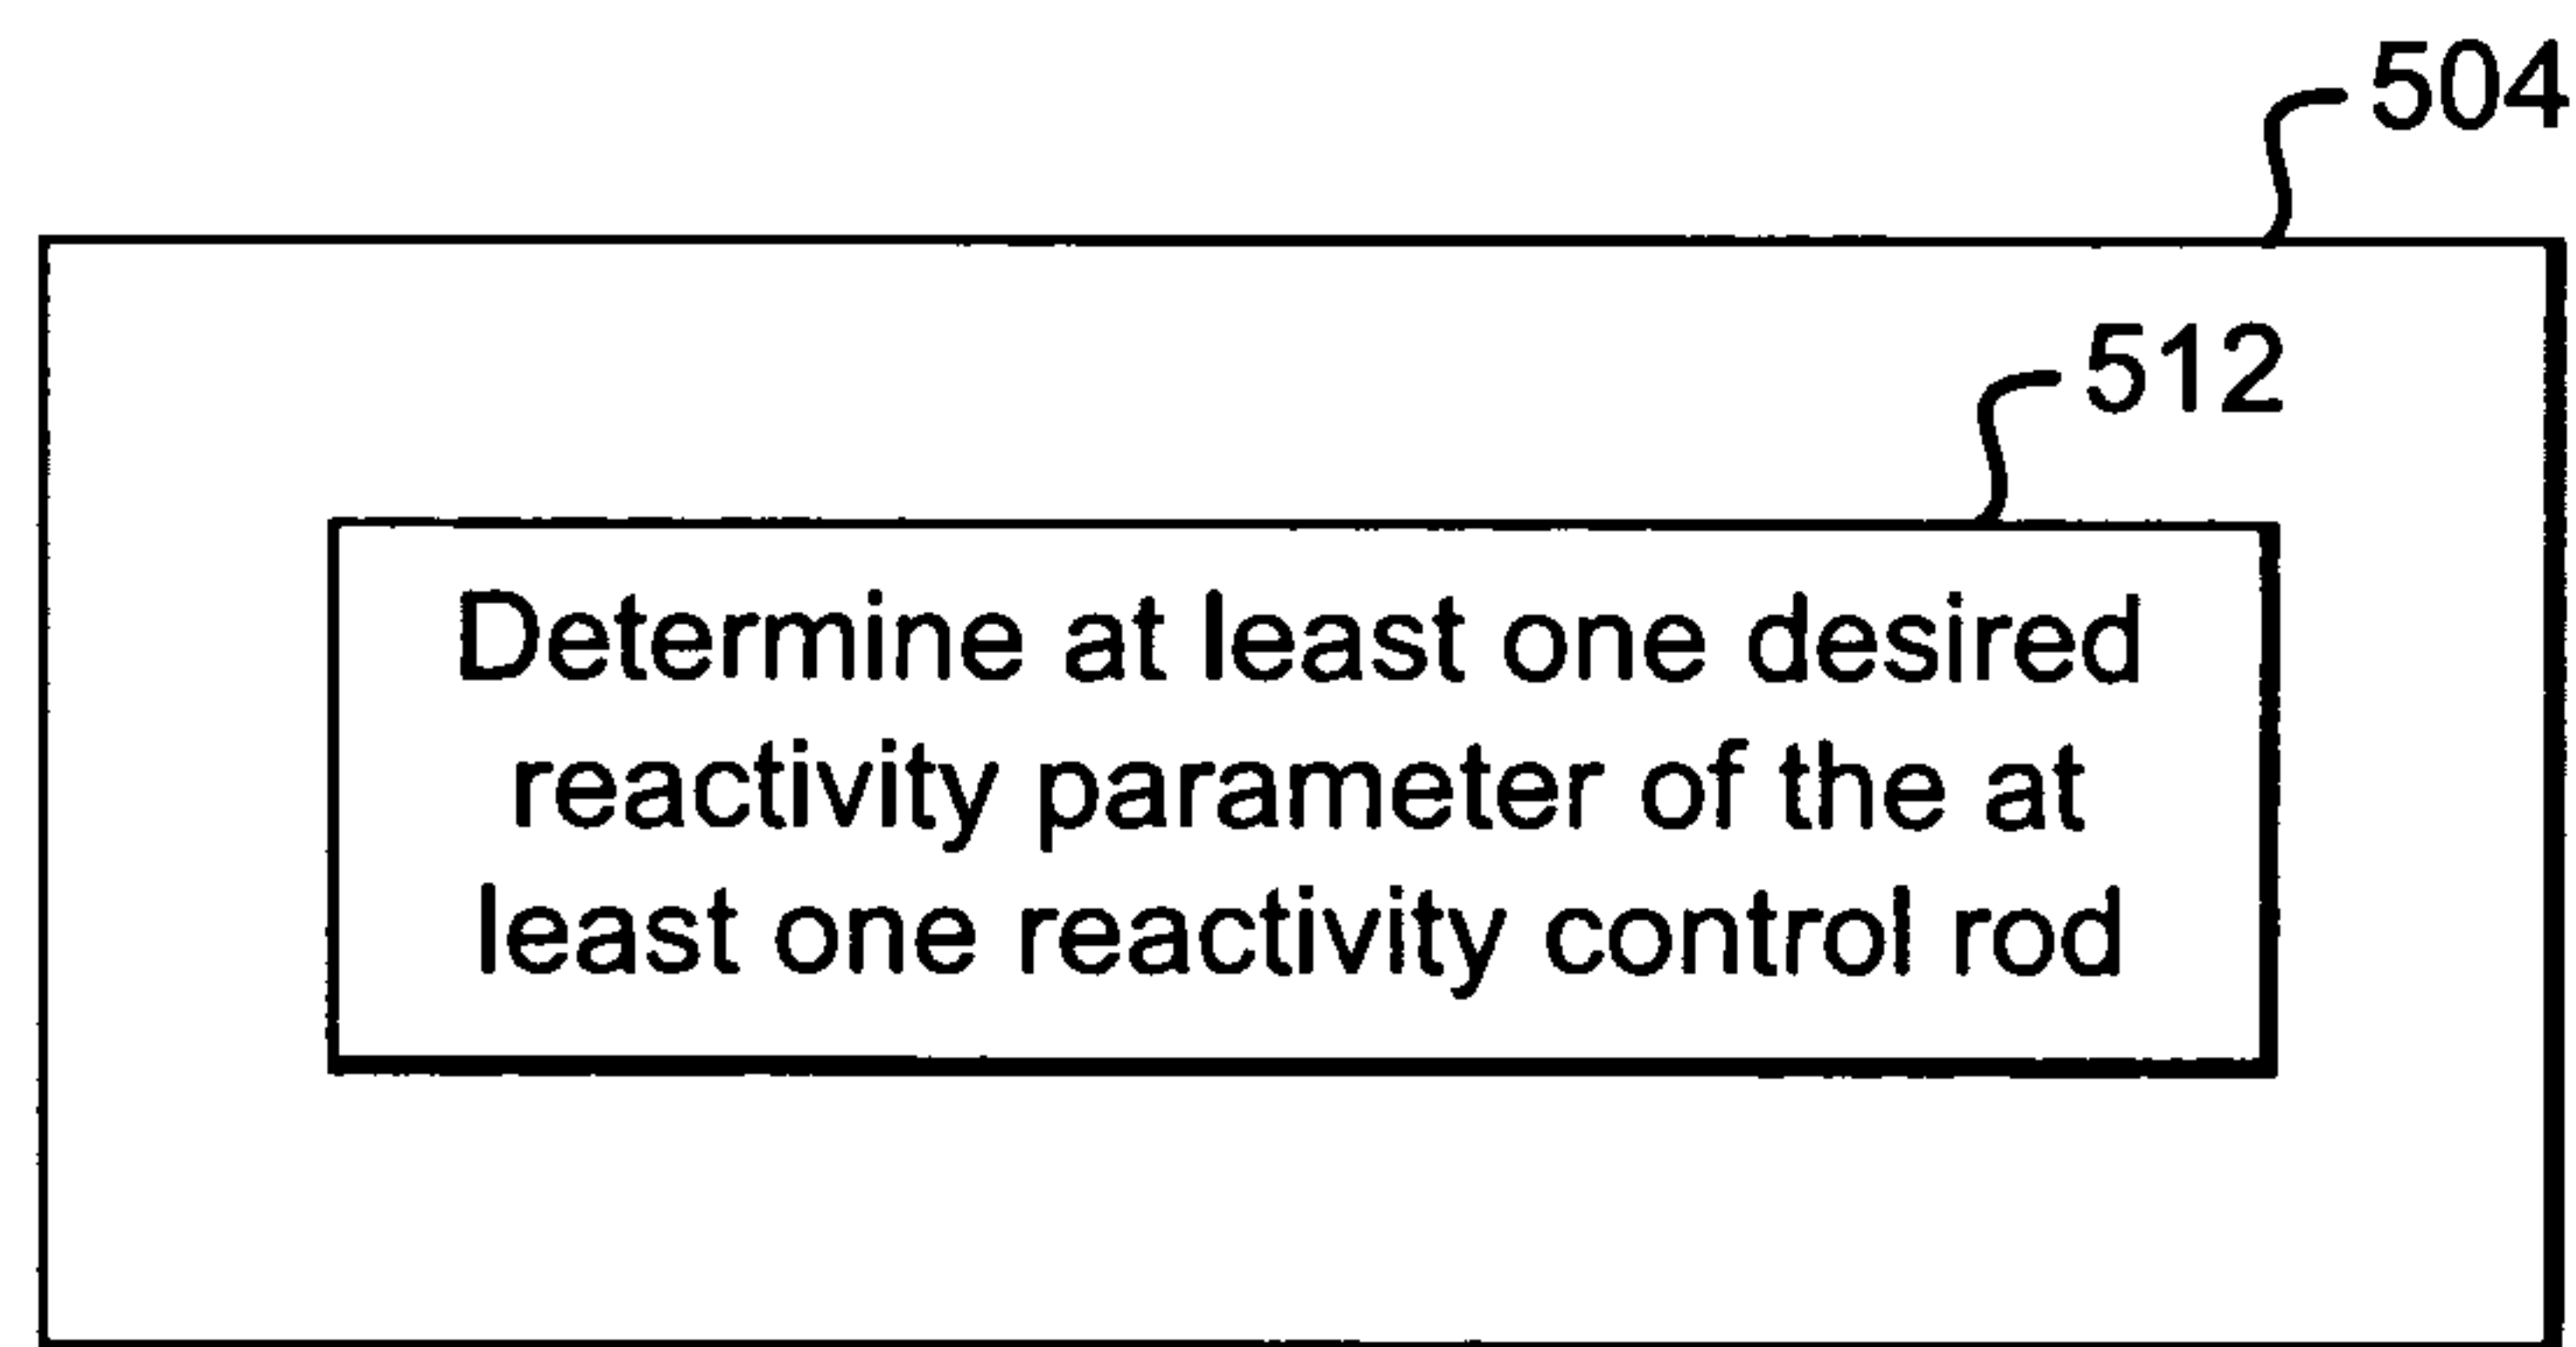 504
512
Determine at least one desired
reactivity parameter of the at
least one reactivity control rod